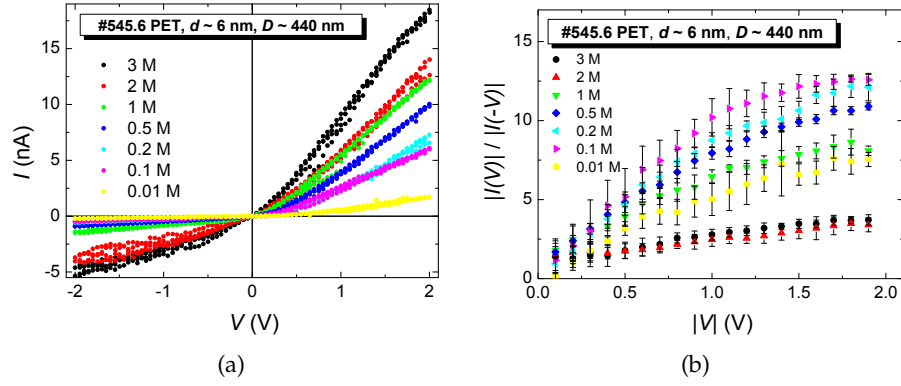 #545.6 PET, d ~ 6 nm, D ~ 440 nm
3 M
2 M
1 M
0.5 M
0.2 M
0.1 M
0.01 M
I (nA)
15
10
5
0
-5
-2
-1
0
1
2
V (V)
(a)
#545.6 PET, d ~ 6 nm, D ~ 440 nm
3 M
2 M
1 M
0.5 M
0.2 M
0.1 M
0.01 M
|I(V)| / |I(-V)|
15
10
5
0
0.0
0.5
1.0
1.5
2.0
|V| (V)
(b)